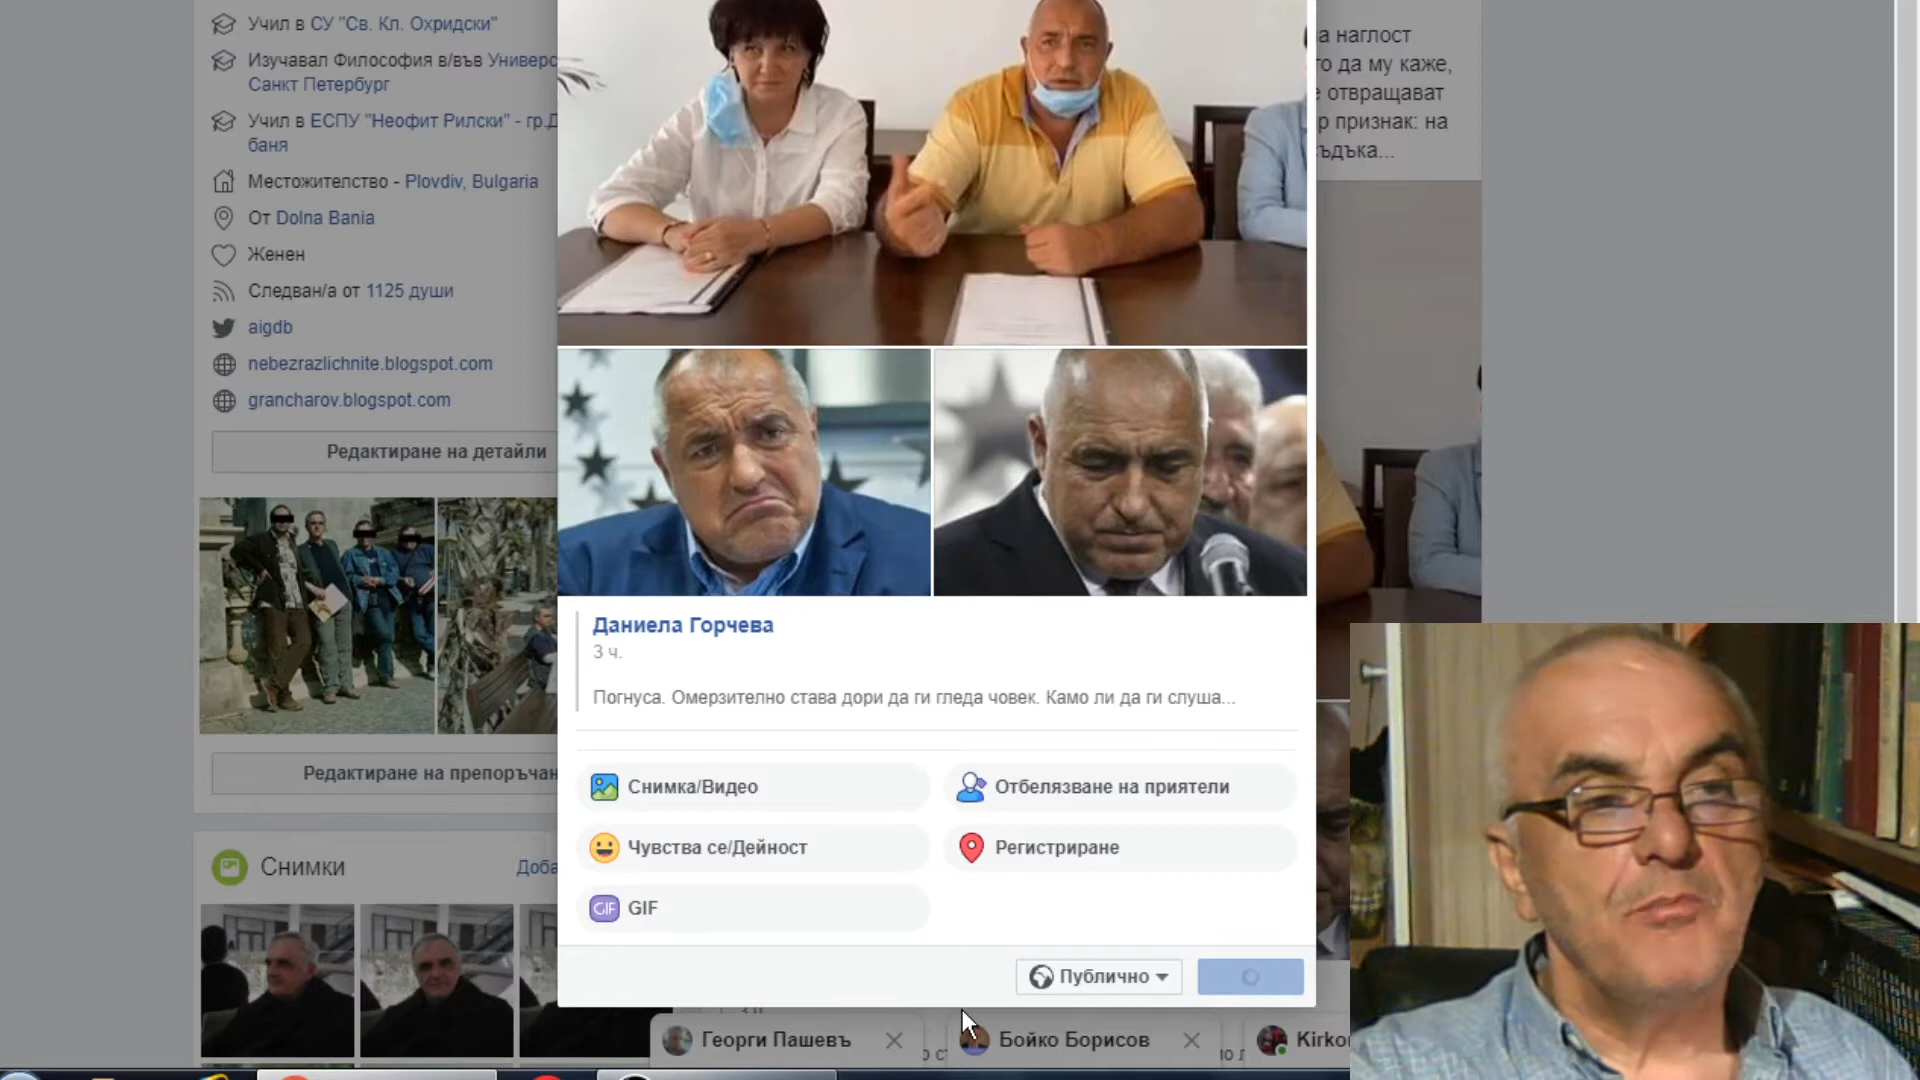 Учил в СУ "Св. Кл. Охридски"
Изучавал Философия в/във Универс
Санкт Петербург
Учил в ЕСПУ "Неофит Рилски" - гр.Д
баня
Местожителство - Plovdiv, Bulgaria
От Dolna Bania
Женен
Следван/а от 1125 души
aigdb
nebezrazlichnite.blogspot.com
grancharov.blogspot.com
Редактиране на детайли
Редактиране на препоръчан
Снимки
Доба
а наглост
го да му каже,
е отвращават
р признак: на
ъдъка...
Даниела Горчева
3 ч.
Погнуса. Омерзително става дори да ги гледа човек. Камо ли да ги слуша...
Снимка/Видео
Отбелязване на приятели
Чувства се/Дейност
Регистриране
GIF
GIF
Публично
Георги Пашевъ
Бойко Борисов
Kirko